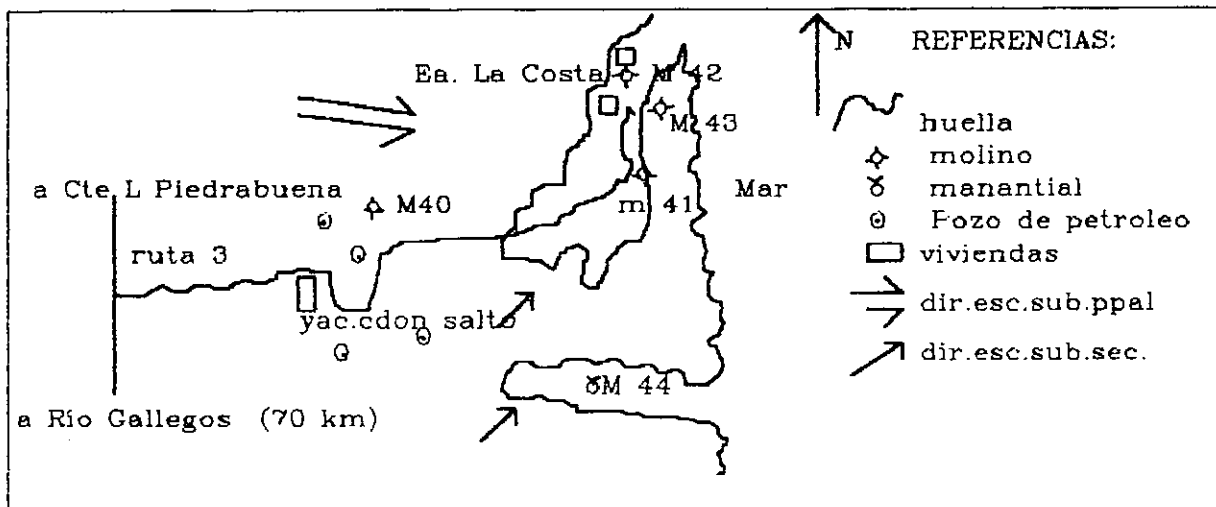 N REFERENCIAS:
Ea. La Costa M 42
M 43
huella
molino
a Cte. L Piedrabuena
manantial
Mar
M40
m 41
Pozo de petroleo
ruta 3
viviendas
yac.cdon salto
dir.esc.sub.ppal
dir.esc.sub.sec.
M 44
a Río Gallegos (70 km)